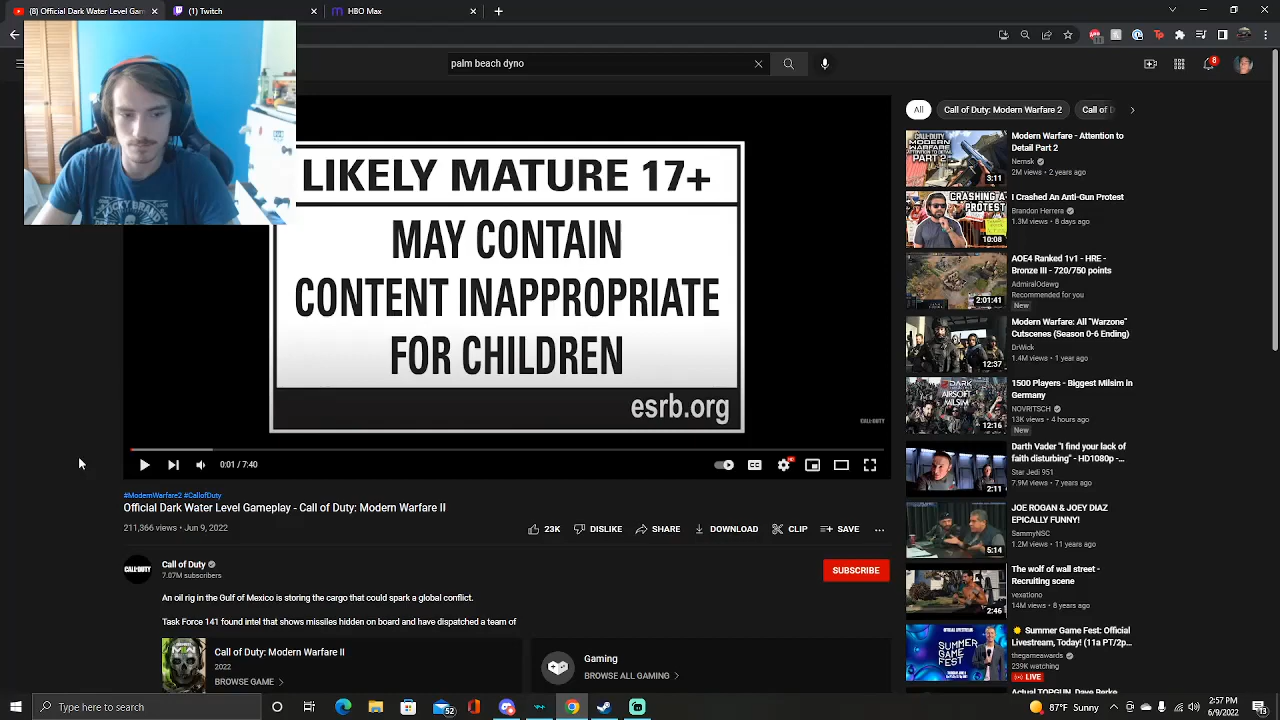 (8) Official Dark Water Level Gam
(1) Twitch
HBO Max
palm beach dyno
8
LIKELY MATURE 17+
MAY CONTAIN
CONTENT INAPPROPRIATE
FOR CHILDREN
esrb.org
CALL OF DUTY
0:01 / 7:40
#ModernWarfare2 #CallofDuty
Official Dark Water Level Gameplay - Call of Duty: Modern Warfare II
211,366 views • Jun 9, 2022
23K DISLIKE SHARE DOWNLOAD CLIP SAVE
Call of Duty
7.07M subscribers
SUBSCRIBE
An oil rig in the Gulf of Mexico is storing the cargo that could spark a global conflict.
Task Force 141 found intel that shows missiles hidden on board and have dispatched a team of
Call of Duty: Modern Warfare II
2022
BROWSE GAME
Gaming
BROWSE ALL GAMING
All Call of Duty: Modern Warfare 2 Call of D
Modern Warfare - Attention to
Detail Part 2
Nemsk
2M views • 2 years ago
3:11
I Crashed An Anti-Gun Protest
Brandon Herrera
1.3M views • 8 days ago
10:08
AOE4 Ranked 1v1 - HRE -
Bronze III - 720/750 points
AdmiralOdawg
Recommended for you
New
2:01:41
Modern Warfare: All "Warzone"
Cutscenes (Season 0-6 Ending)
DrWick
1.4M views • 1 year ago
12:37
1500 Players - Biggest Milsim in
Germany
NOVRITSCH
13K views • 4 hours ago
New
12:16
Darth Vader "I find your lack of
faith disturbing" - HD1080p -...
Star Jedi 951
7.9M views • 7 years ago
2:11
JOE ROGAN & JOEY DIAZ
EPICALLY FUNNY!
SammyNSC
1.2M views • 11 years ago
5:14
The wolf of wall street -
Recruiting scene
vexationo
14M views • 8 years ago
2:46
Summer Game Fest: Official
Livestream, Today! (11a PT/2p...
thegameawards
239K watching
LIVE
SUMMER
GAME
FEST
Actual TOPGUN, Dave Berke
Type here to search
87°F
2:57 PM
6/9/2022